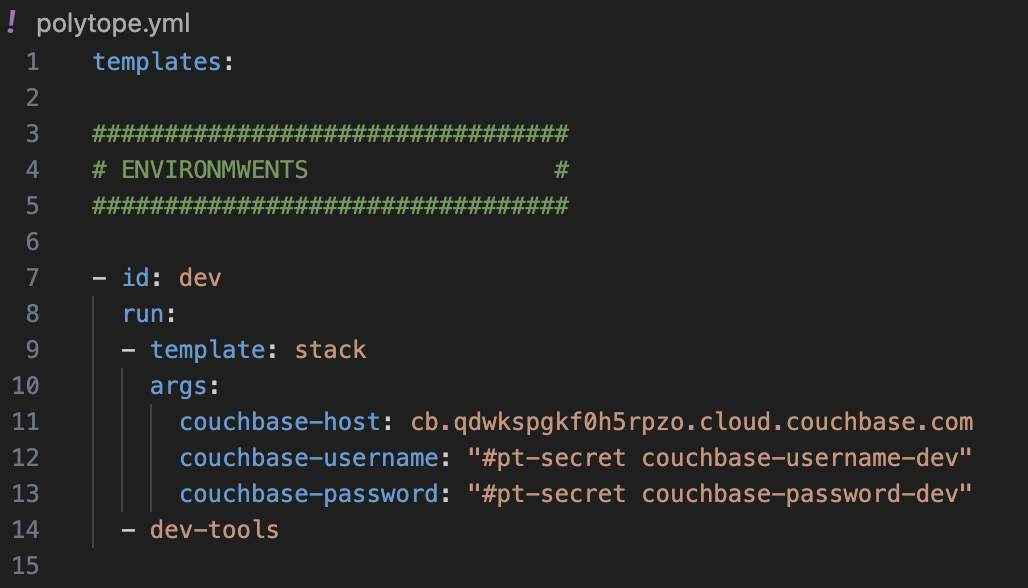 ! polytope.yml
1 templates:
2
3 #################################
4 # ENVIRONMWENTS                 #
5 #################################
6
7 - id: dev
8   run:
9   - template: stack
10     args:
11       couchbase-host: cb.qdwkspgkf0h5rpzo.cloud.couchbase.com
12       couchbase-username: "#pt-secret couchbase-username-dev"
13       couchbase-password: "#pt-secret couchbase-password-dev"
14   - dev-tools
15